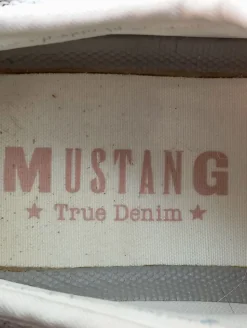 MUSTANG
★ True Denim ★